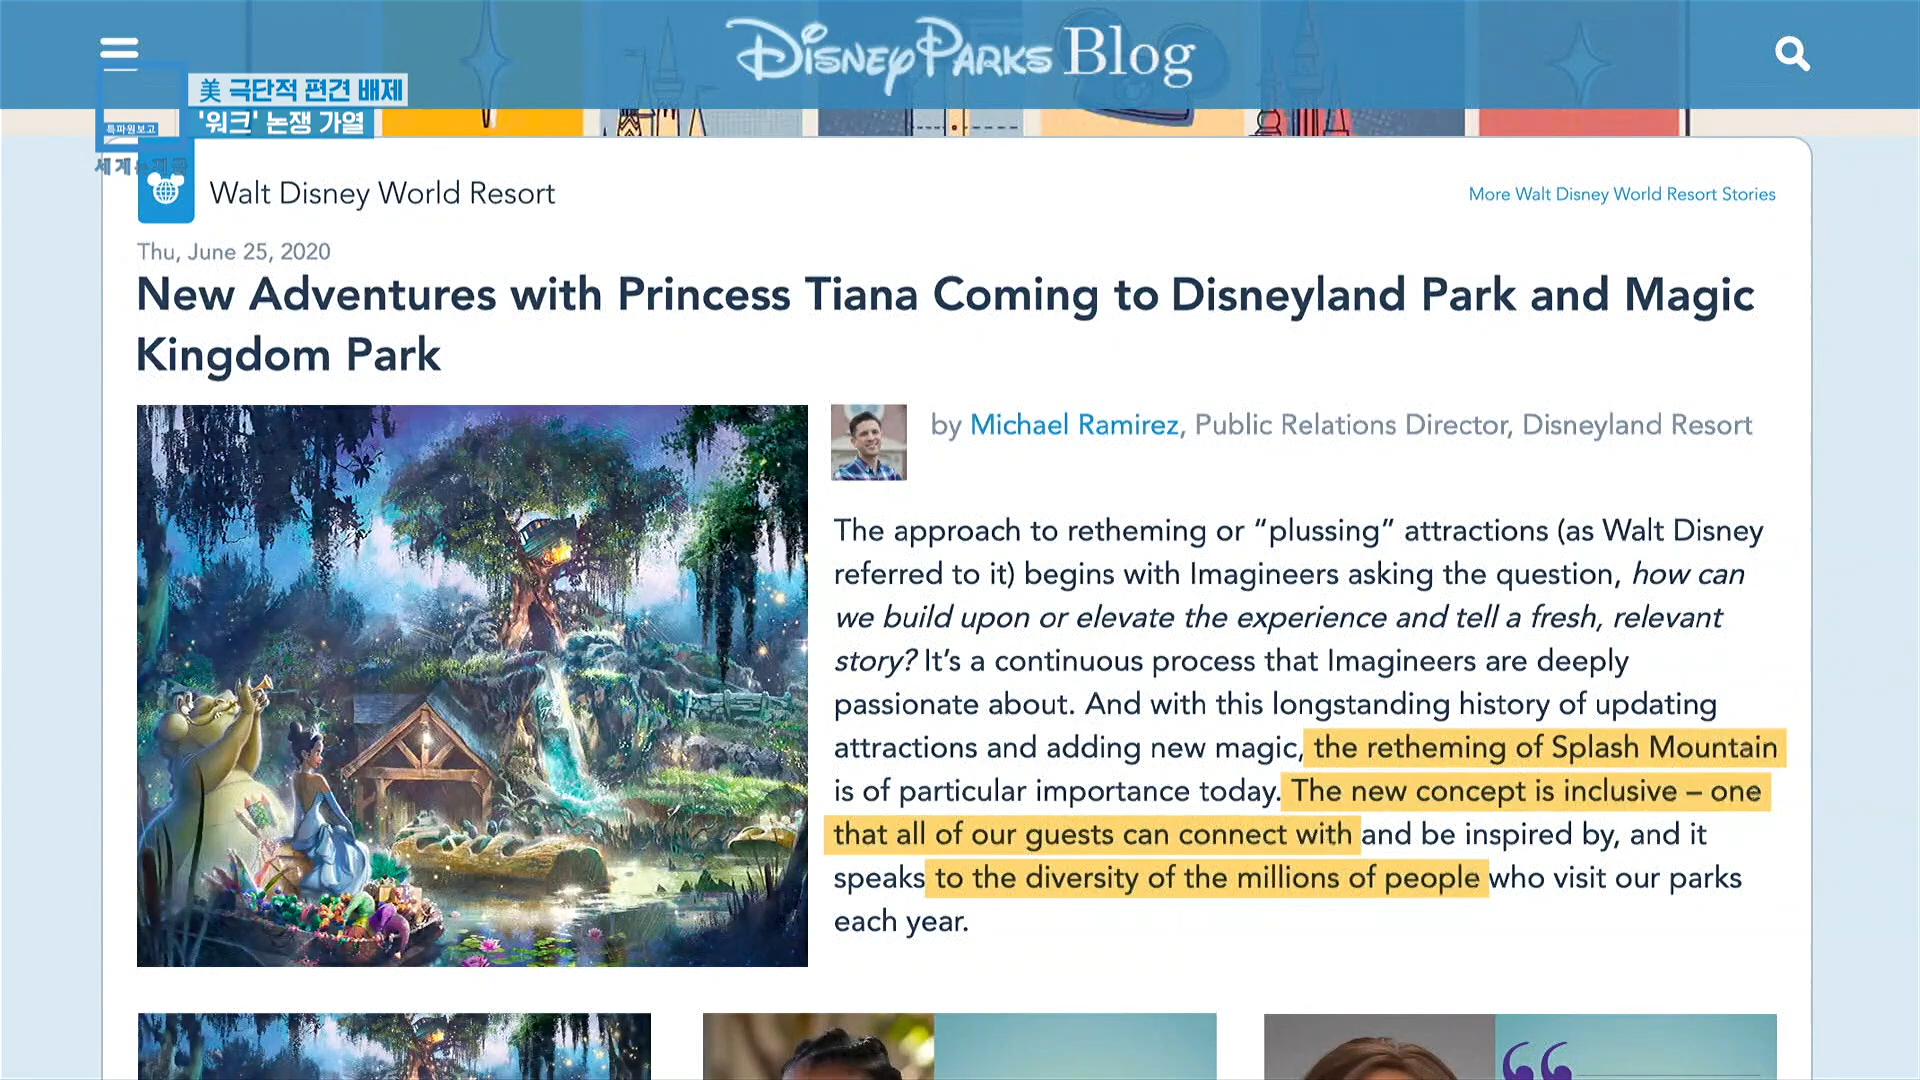 DISNEY PARKS Blog
美 극단적 편견 배제
'워크' 논쟁 가열
특파원보고
Walt Disney World Resort
More Walt Disney World Resort Stories
Thu, June 25, 2020
New Adventures with Princess Tiana Coming to Disneyland Park and Magic
Kingdom Park
by Michael Ramirez, Public Relations Director, Disneyland Resort
The approach to retheming or “plussing” attractions (as Walt Disney
referred to it) begins with Imagineers asking the question, how can
we build upon or elevate the experience and tell a fresh, relevant
story? It’s a continuous process that Imagineers are deeply
passionate about. And with this longstanding history of updating
attractions and adding new magic, the retheming of Splash Mountain
is of particular importance today. The new concept is inclusive – one
that all of our guests can connect with and be inspired by, and it
speaks to the diversity of the millions of people who visit our parks
each year.